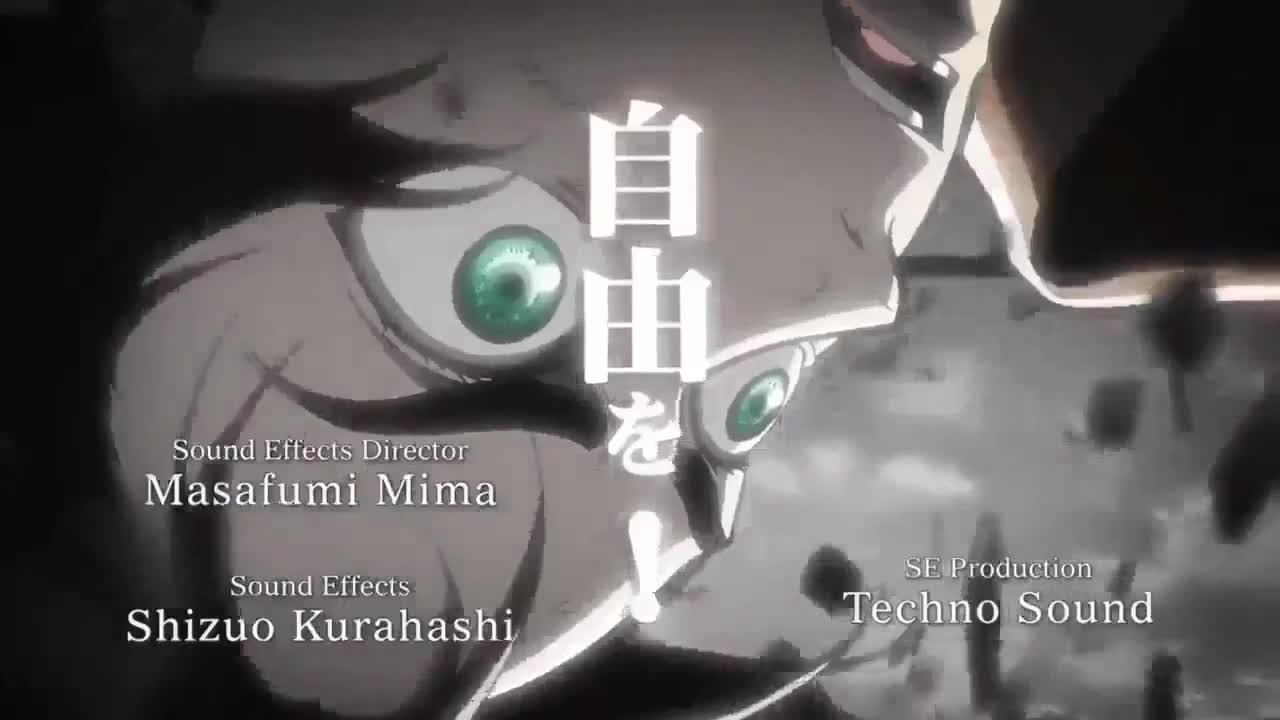 自由を!
Sound Effects Director
Masafumi Mima
Sound Effects
Shizuo Kurahashi
SE Production
Techno Sound